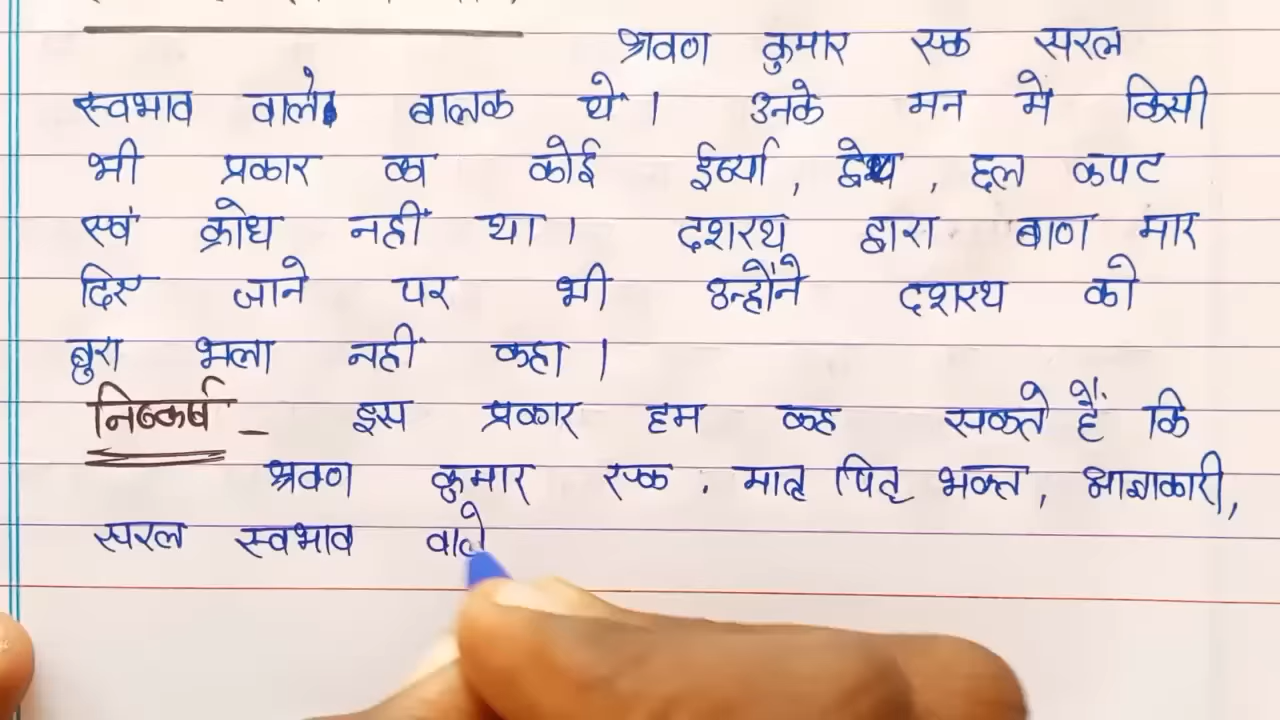 श्रवण कुमार एक सरल
स्वभाव वाले बालक थे। उनके मन मे किसी
भी प्रकार का कोई ईर्ष्या, द्वेष, छल कपट
एवं क्रोध नहीं था। दशरथ द्वारा बाण मार
दिए जाने पर भी उन्होंने दशरथ को
बुरा भला नहीं कहा।
निष्कर्ष - इस प्रकार हम कह सकते हैं कि
श्रवण कुमार एक. मातृ पितृ भक्त, आज्ञाकारी,
सरल स्वभाव वाले